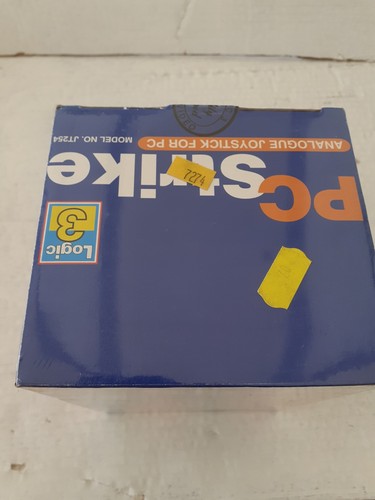 PC Strike
ANALOGUE JOYSTICK FOR PC
MODEL NO. JT254
Logic
3
7274